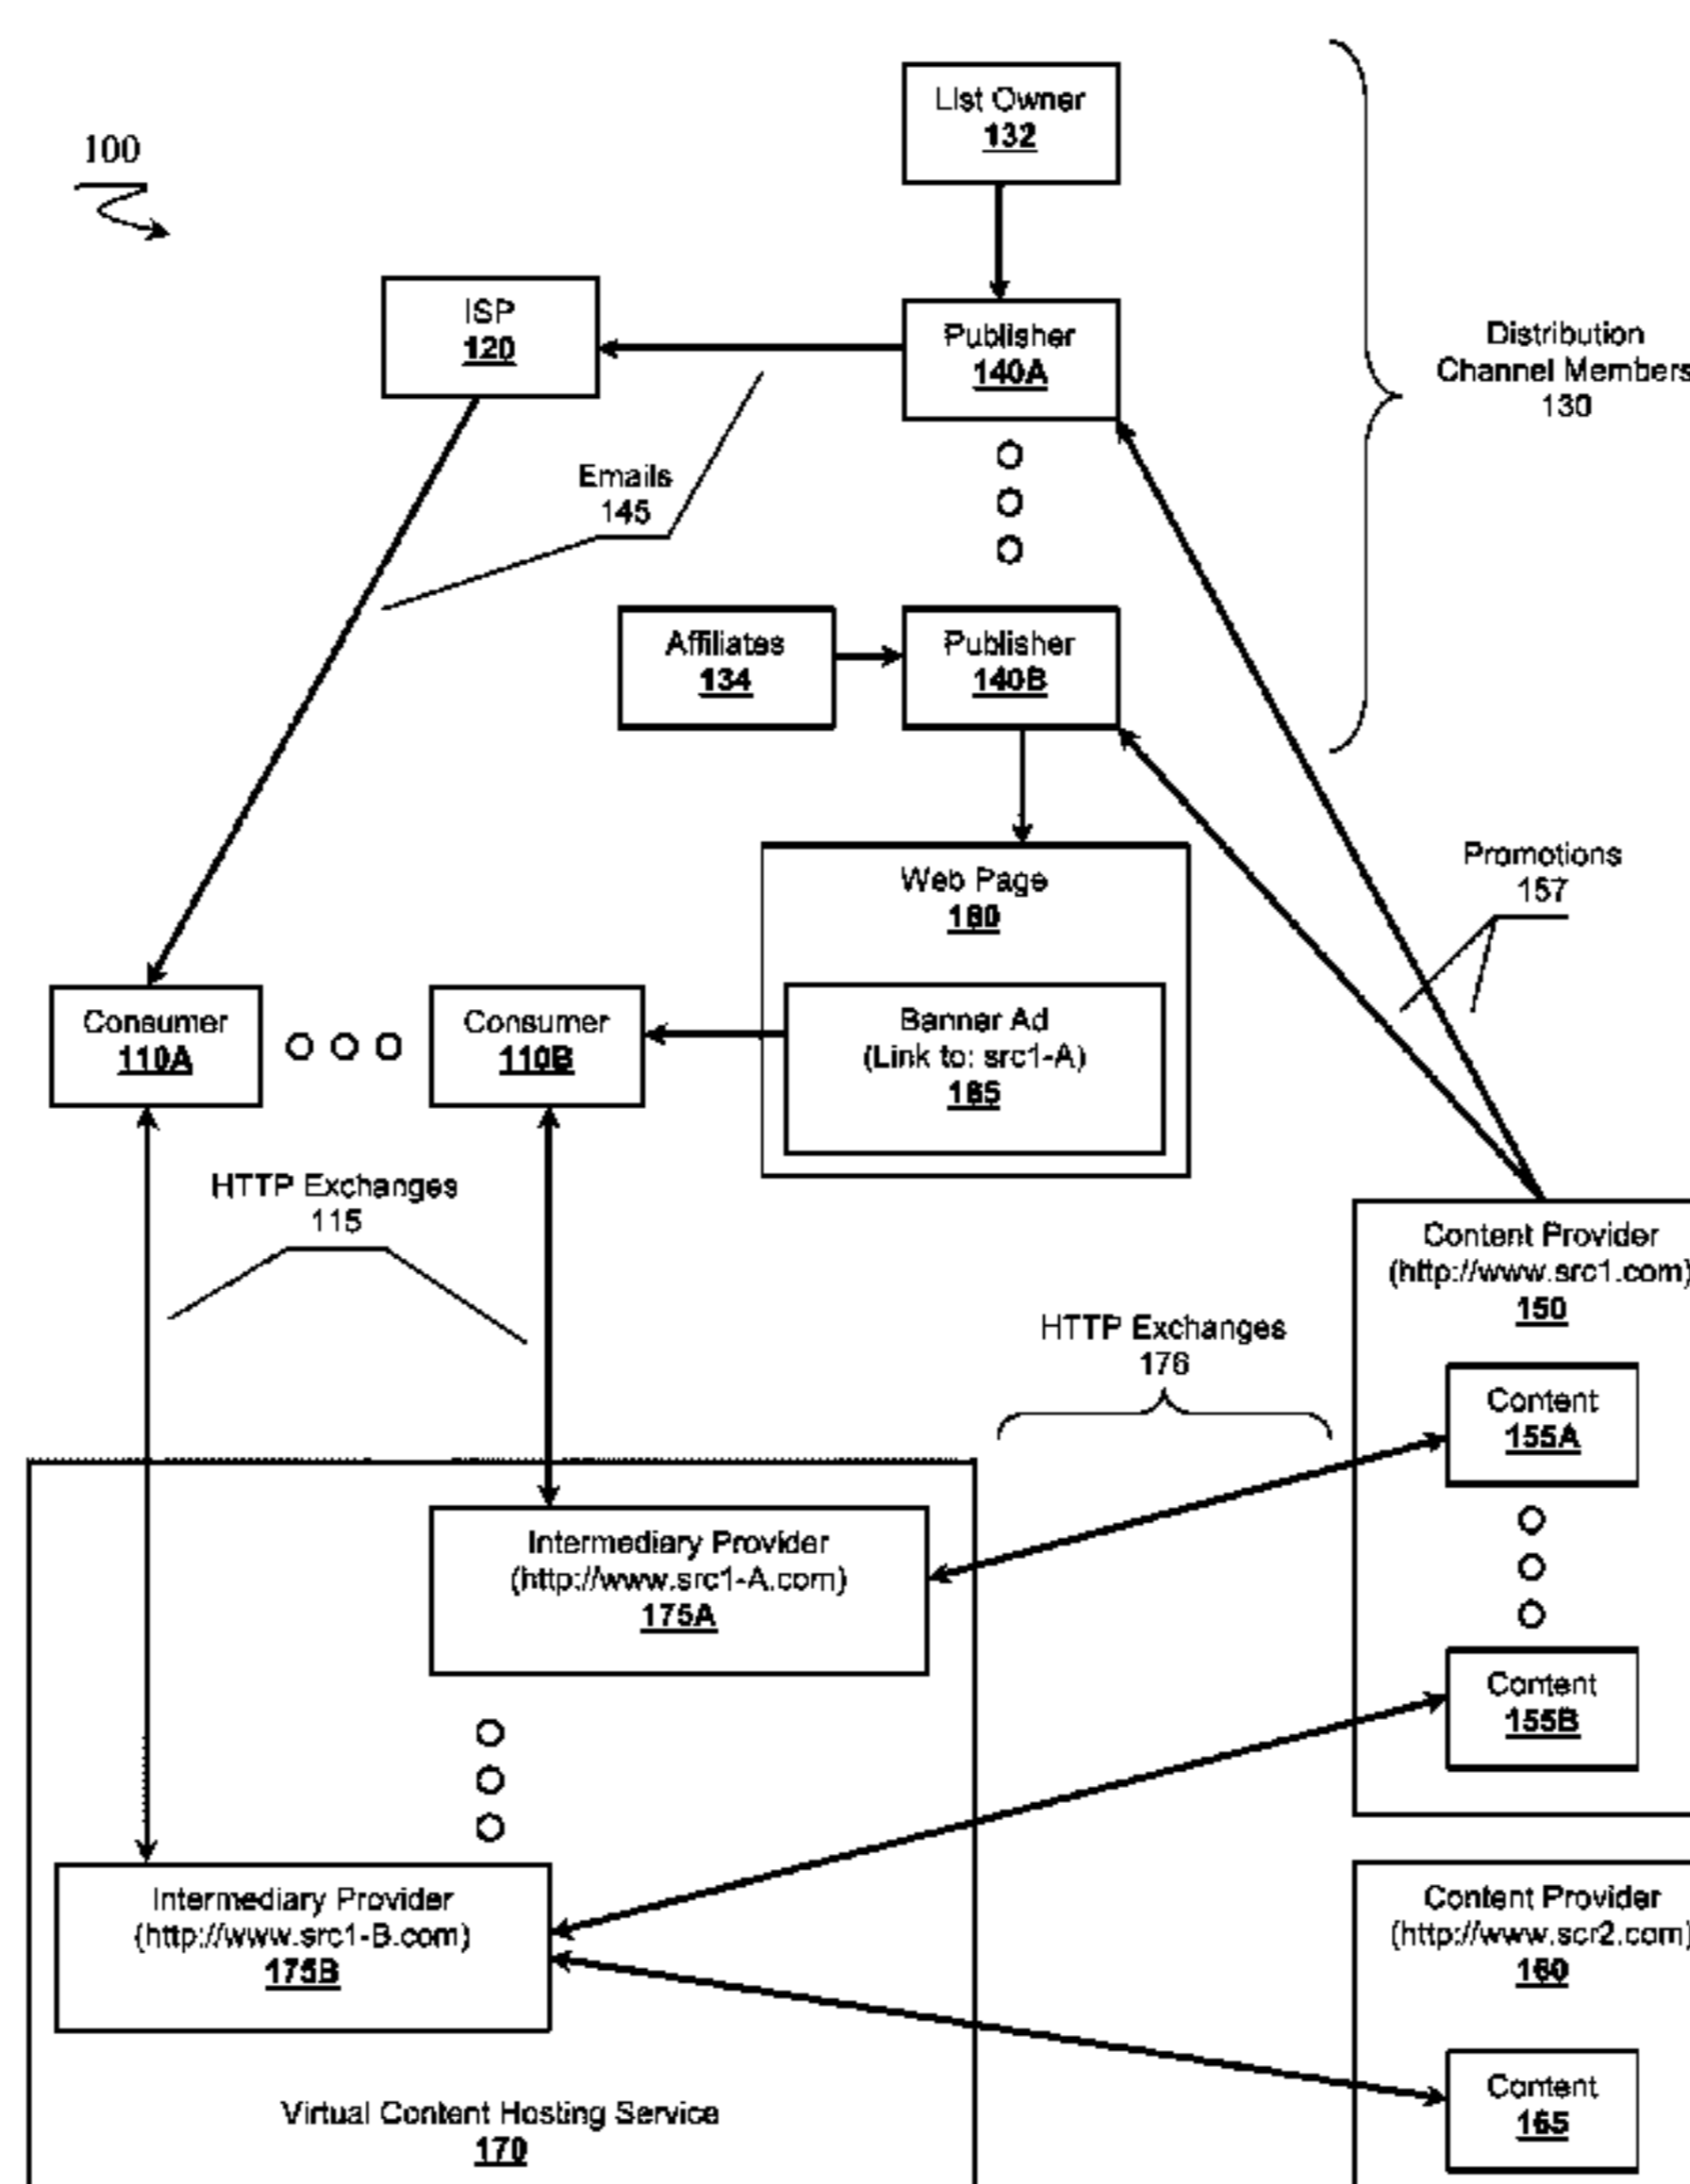 100
List Owner
132
ISP
120
Publisher
140A
Distribution
Channel Members
130
Emails
145
Affiliates
134
Publisher
140B
Promotions
157
Web Page
180
Consumer
110A
Consumer
110B
Banner Ad
(Link to: src1-A)
185
HTTP Exchanges
115
Content Provider
(http://www.src1.com)
150
HTTP Exchanges
176
Content
155A
Intermediary Provider
(http://www.src1-A.com)
175A
Content
155B
Intermediary Provider
(http://www.src1-B.com)
175B
Content Provider
(http://www.scr2.com)
160
Content
165
Virtual Content Hosting Service
170